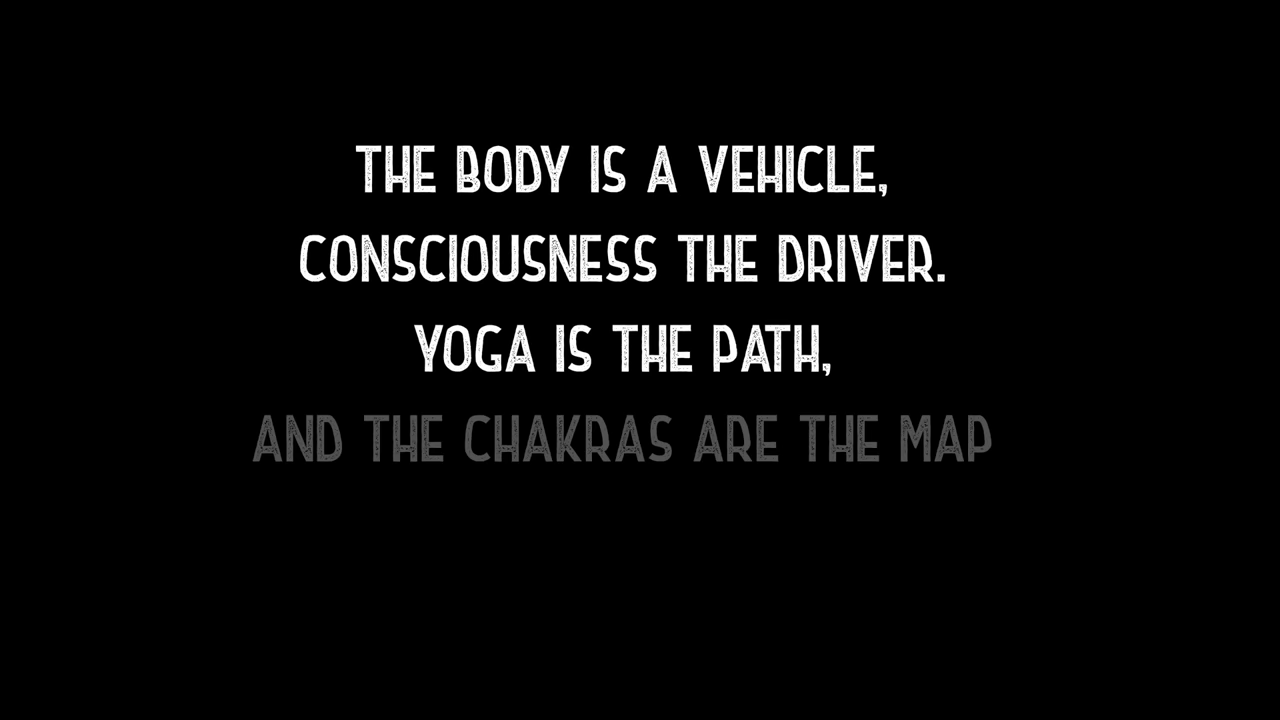 THE BODY IS A VEHICLE,
CONSCIOUSNESS THE DRIVER.
YOGA IS THE PATH,
AND THE CHAKRAS ARE THE MAP